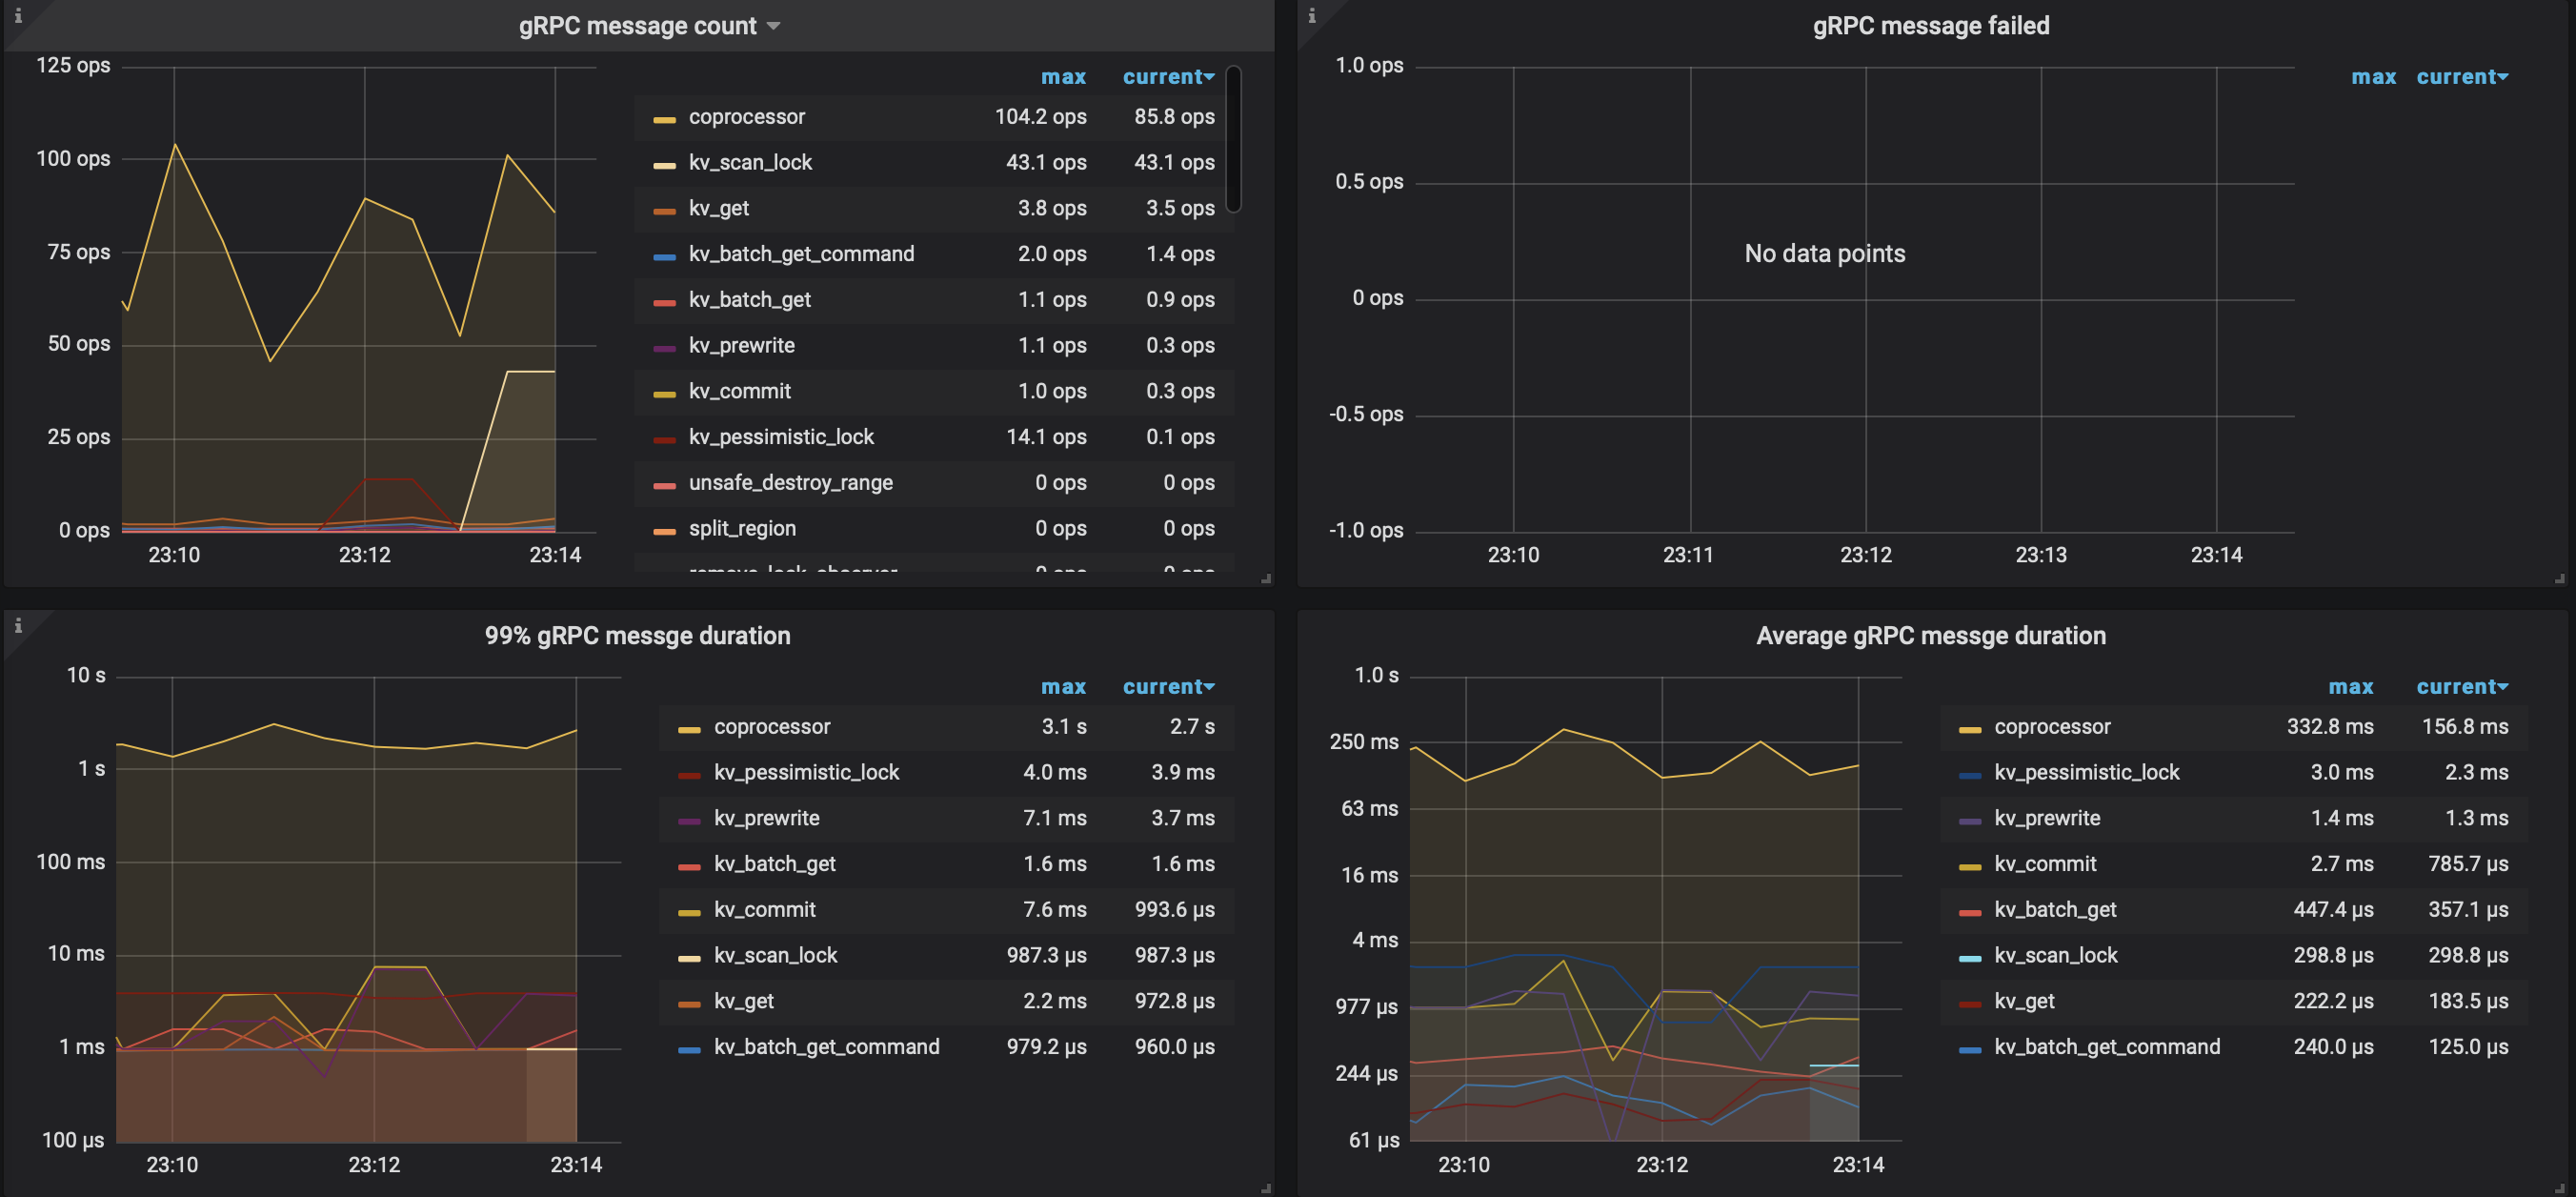 gRPC message count
125 ops
100 ops
75 ops
50 ops
25 ops
0 ops
23:10 23:12 23:14
max current
coprocessor 104.2 ops 85.8 ops
kv_scan_lock 43.1 ops 43.1 ops
kv_get 3.8 ops 3.5 ops
kv_batch_get_command 2.0 ops 1.4 ops
kv_batch_get 1.1 ops 0.9 ops
kv_prewrite 1.1 ops 0.3 ops
kv_commit 1.0 ops 0.3 ops
kv_pessimistic_lock 14.1 ops 0.1 ops
unsafe_destroy_range 0 ops 0 ops
split_region 0 ops 0 ops
remove_lock_observer 0 ops 0 ops
gRPC message failed
1.0 ops
0.5 ops
0 ops
-0.5 ops
-1.0 ops
No data points
23:10 23:11 23:12 23:13 23:14
max current
99% gRPC messge duration
10 s
1 s
100 ms
10 ms
1 ms
100 µs
23:10 23:12 23:14
max current
coprocessor 3.1 s 2.7 s
kv_pessimistic_lock 4.0 ms 3.9 ms
kv_prewrite 7.1 ms 3.7 ms
kv_batch_get 1.6 ms 1.6 ms
kv_commit 7.6 ms 993.6 µs
kv_scan_lock 987.3 µs 987.3 µs
kv_get 2.2 ms 972.8 µs
kv_batch_get_command 979.2 µs 960.0 µs
Average gRPC messge duration
1.0 s
250 ms
63 ms
16 ms
4 ms
977 µs
244 µs
61 µs
23:10 23:12 23:14
max current
coprocessor 332.8 ms 156.8 ms
kv_pessimistic_lock 3.0 ms 2.3 ms
kv_prewrite 1.4 ms 1.3 ms
kv_commit 2.7 ms 785.7 µs
kv_batch_get 447.4 µs 357.1 µs
kv_scan_lock 298.8 µs 298.8 µs
kv_get 222.2 µs 183.5 µs
kv_batch_get_command 240.0 µs 125.0 µs